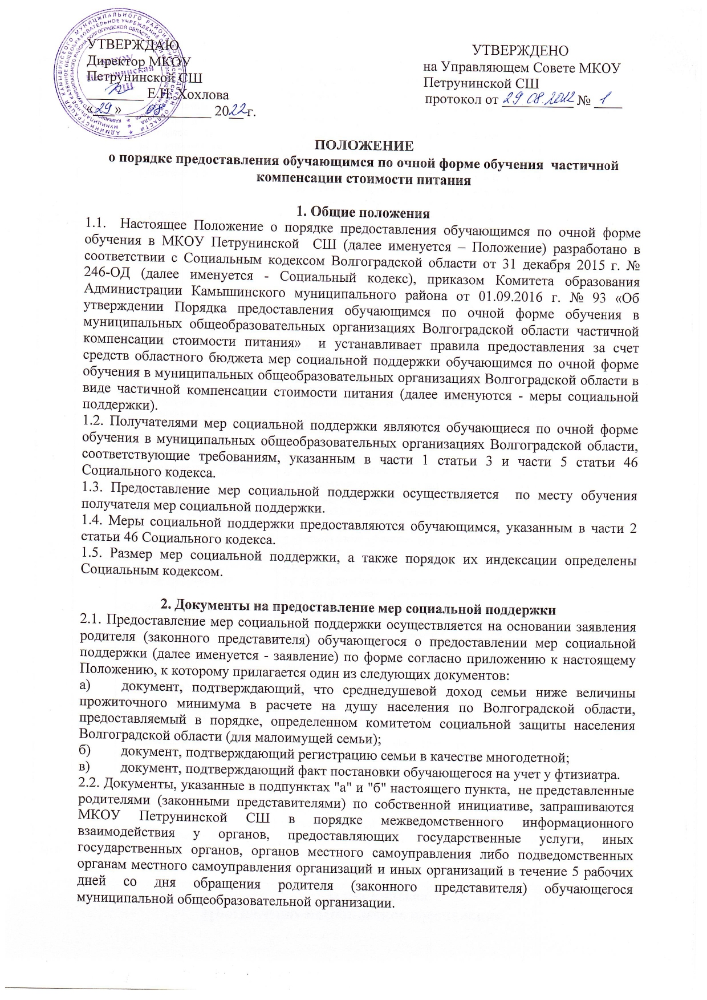 УТВЕРЖДАЮ
Директор МКОУ
Петрунинской СШ
________ Е.Н. Хохлова
«29» 08 2022 г.
УТВЕРЖДЕНО
на Управляющем Совете МКОУ
Петрунинской СШ
протокол от 29.08.2022 № 1
ПОЛОЖЕНИЕ
о порядке предоставления обучающимся по очной форме обучения частичной
компенсации стоимости питания
1. Общие положения
1.1. Настоящее Положение о порядке предоставления обучающимся по очной форме
обучения в МКОУ Петрунинской СШ (далее именуется – Положение) разработано в
соответствии с Социальным кодексом Волгоградской области от 31 декабря 2015 г. №
246-ОД (далее именуется - Социальный кодекс), приказом Комитета образования
Администрации Камышинского муниципального района от 01.09.2016 г. № 93 «Об
утверждении Порядка предоставления обучающимся по очной форме обучения в
муниципальных общеобразовательных организациях Волгоградской области частичной
компенсации стоимости питания» и устанавливает правила предоставления за счет
средств областного бюджета мер социальной поддержки обучающимся по очной форме
обучения в муниципальных общеобразовательных организациях Волгоградской области в
виде частичной компенсации стоимости питания (далее именуются - меры социальной
поддержки).
1.2. Получателями мер социальной поддержки являются обучающиеся по очной форме
обучения в муниципальных общеобразовательных организациях Волгоградской области,
соответствующие требованиям, указанным в части 1 статьи 3 и части 5 статьи 46
Социального кодекса.
1.3. Предоставление мер социальной поддержки осуществляется по месту обучения
получателя мер социальной поддержки.
1.4. Меры социальной поддержки предоставляются обучающимся, указанным в части 2
статьи 46 Социального кодекса.
1.5. Размер мер социальной поддержки, а также порядок их индексации определены
Социальным кодексом.
2. Документы на предоставление мер социальной поддержки
2.1. Предоставление мер социальной поддержки осуществляется на основании заявления
родителя (законного представителя) обучающегося о предоставлении мер социальной
поддержки (далее именуется - заявление) по форме согласно приложению к настоящему
Положению, к которому прилагается один из следующих документов:
а) документ, подтверждающий, что среднедушевой доход семьи ниже величины
прожиточного минимума в расчете на душу населения по Волгоградской области,
предоставляемый в порядке, определенном комитетом социальной защиты населения
Волгоградской области (для малоимущей семьи);
б) документ, подтверждающий регистрацию семьи в качестве многодетной;
в) документ, подтверждающий факт постановки обучающегося на учет у фтизиатра.
2.2. Документы, указанные в подпунктах "а" и "б" настоящего пункта, не представленные
родителями (законными представителями) по собственной инициативе, запрашиваются
МКОУ Петрунинской СШ в порядке межведомственного информационного
взаимодействия у органов, предоставляющих государственные услуги, иных
государственных органов, органов местного самоуправления либо подведомственных
органам местного самоуправления организаций и иных организаций в течение 5 рабочих
дней со дня обращения родителя (законного представителя) обучающегося
муниципальной общеобразовательной организации.